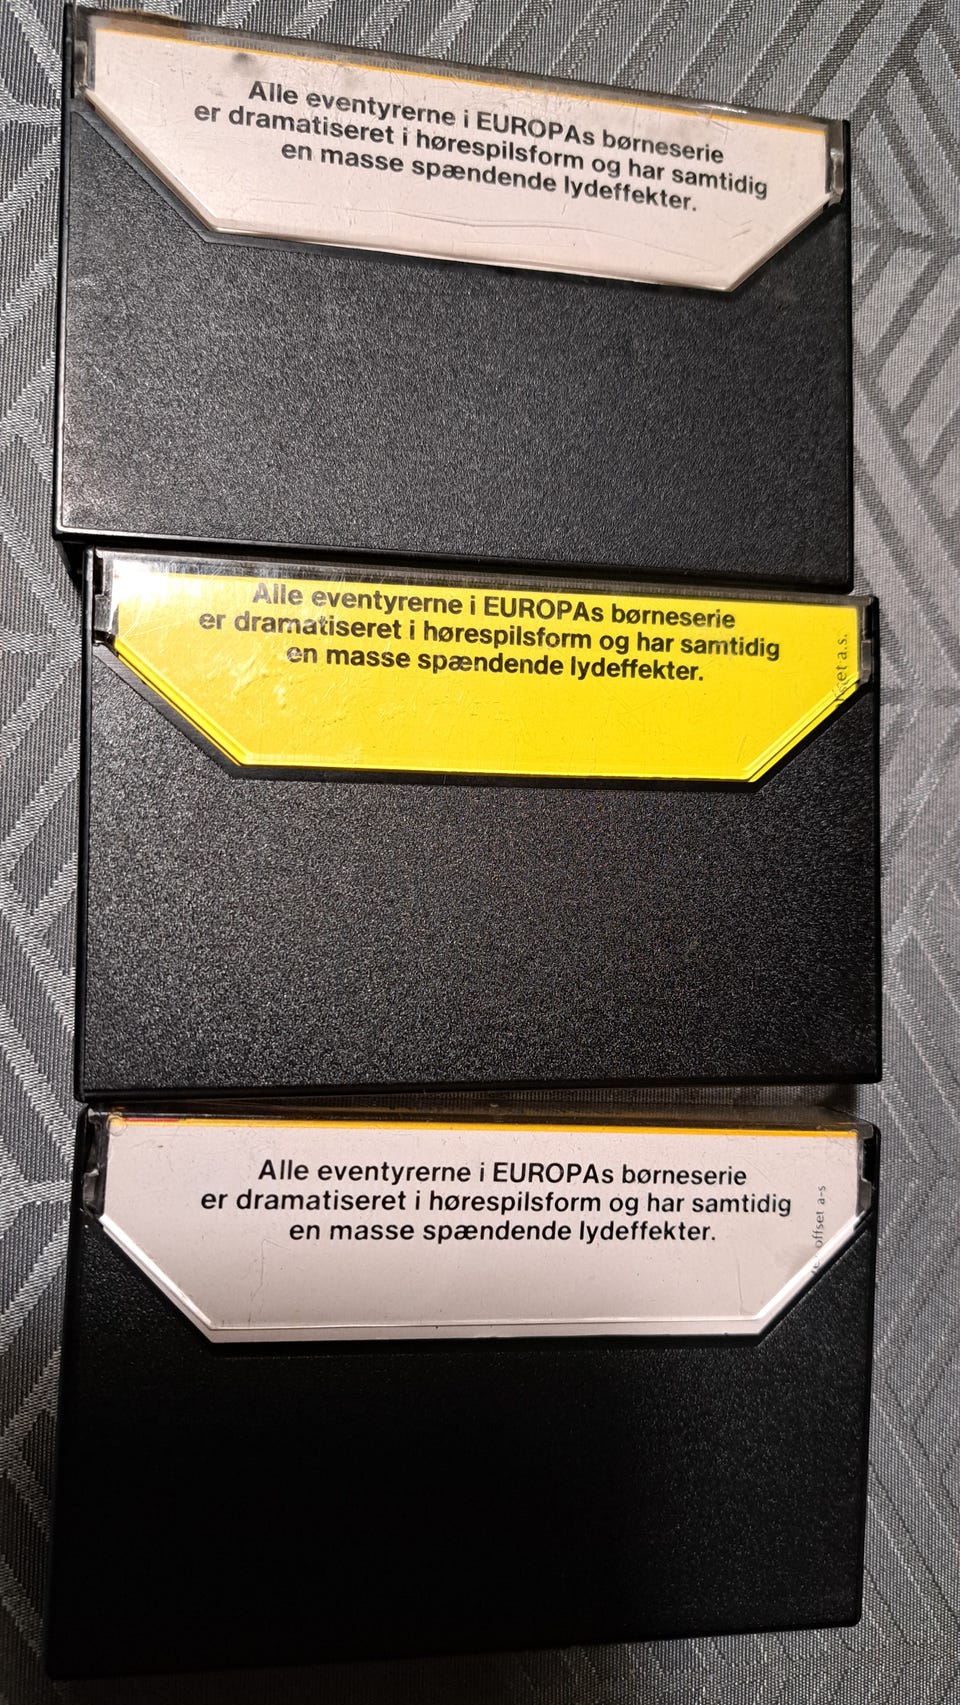 Alle eventyrerne i EUROPAs børneserie
er dramatiseret i hørespilsform og har samtidig
en masse spændende lydeffekter.
Alle eventyrerne i EUROPAs børneserie
er dramatiseret i hørespilsform og har samtidig
en masse spændende lydeffekter.
a.s.
Alle eventyrerne i EUROPAs børneserie
er dramatiseret i hørespilsform og har samtidig
en masse spændende lydeffekter.
offset a-s